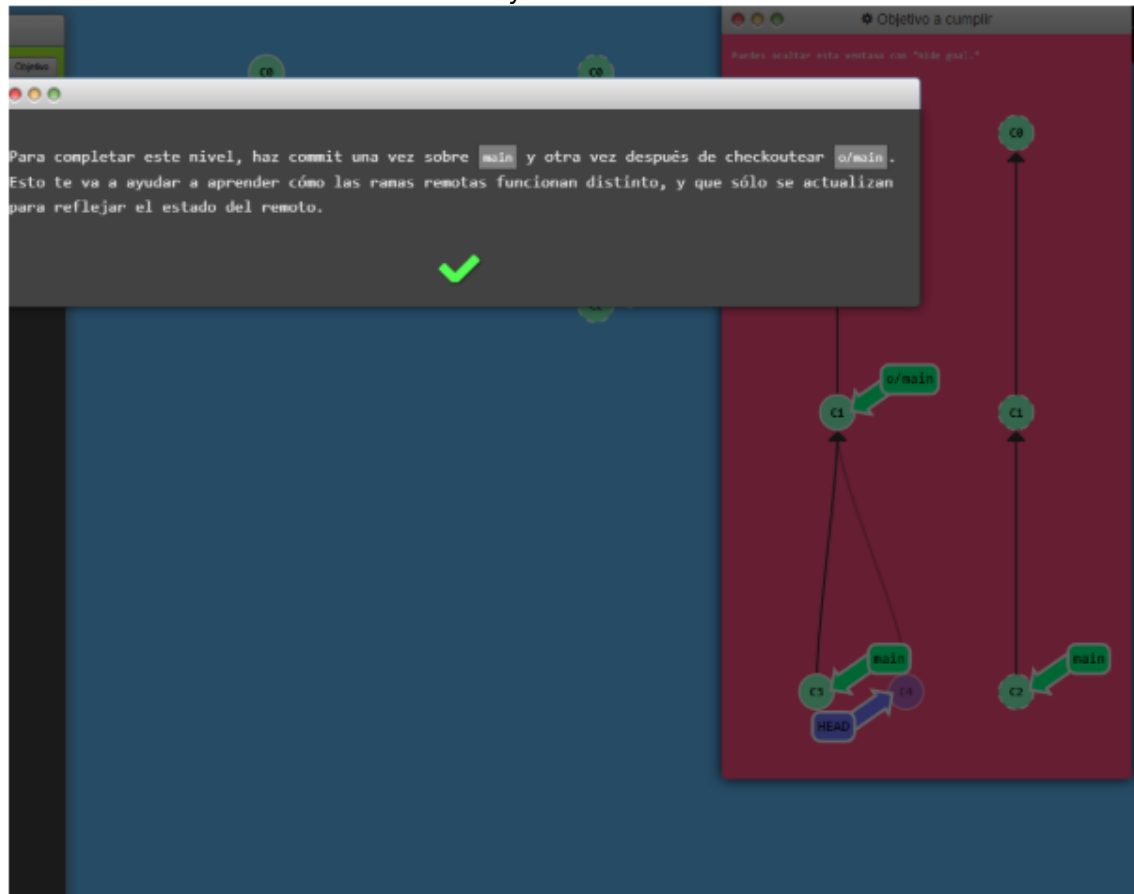 Objetivo a cumplir
Objetivo
Puedes ocultar esta ventana con "hide goal."
C0
C0
C0
Para completar este nivel, haz commit una vez sobre main y otra vez después de checkoutear o/main.
Esto te va a ayudar a aprender cómo las ramas remotas funcionan distinto, y que sólo se actualizan
para reflejar el estado del remoto.
o/main
C1
C1
main
main
C3
C4
C2
HEAD